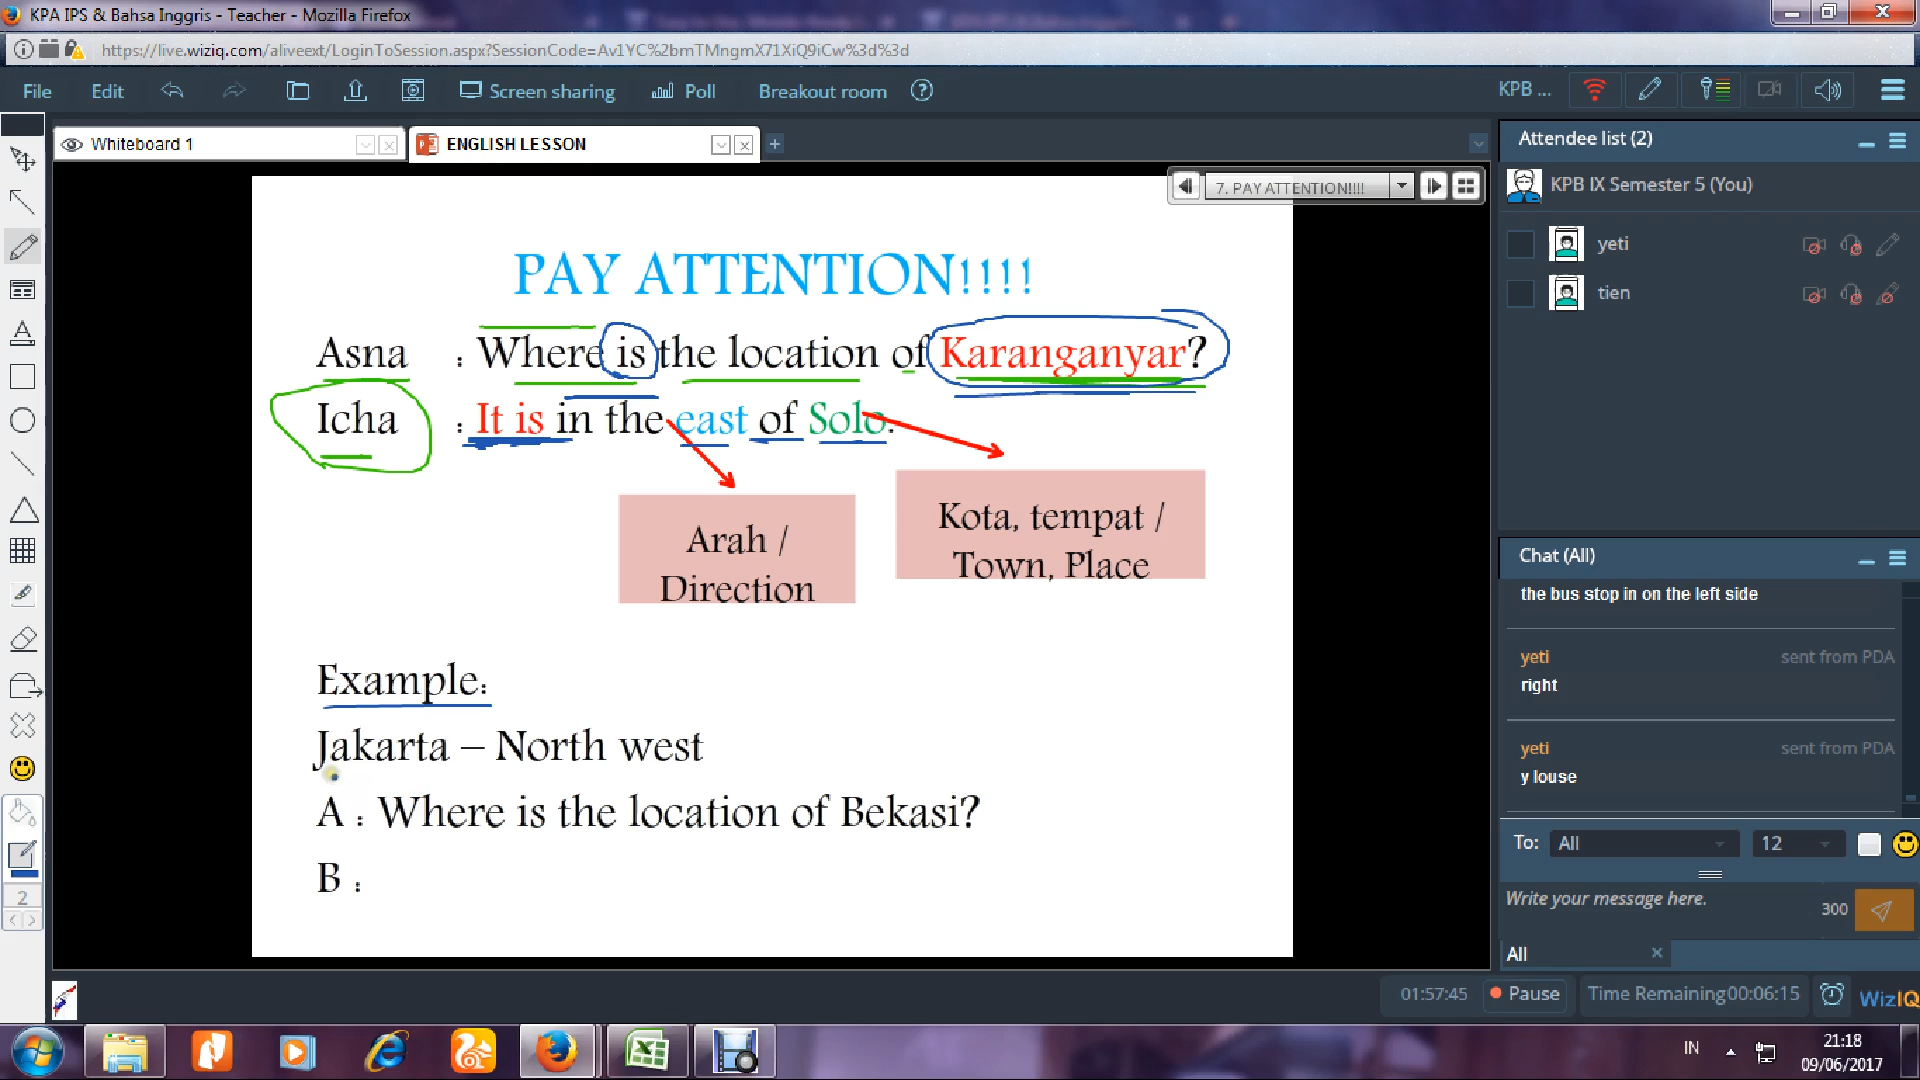 KPA IPS & Bahsa Inggris - Teacher - Mozilla Firefox
https://live.wiziq.com/aliveext/LoginToSession.aspx?SessionCode=Av1YC%2bmTMngmX71XiQ9iCw%3d%3d
File Edit Screen sharing Poll Breakout room ? KPB ...
Whiteboard 1 ENGLISH LESSON
7. PAY ATTENTION!!!!
PAY ATTENTION!!!!
Asna : Where is the location of Karanganyar?
Icha : It is in the east of Solo.
Arah /
Direction
Kota, tempat /
Town, Place
Example:
Jakarta – North west
A : Where is the location of Bekasi?
B :
Attendee list (2)
KPB IX Semester 5 (You)
yeti
tien
Chat (All)
the bus stop in on the left side
yeti sent from PDA
right
yeti sent from PDA
y louse
To: All 12
Write your message here.
300
All
2
01:57:45 Pause Time Remaining00:06:15 WizIQ
IN 21:18
09/06/2017